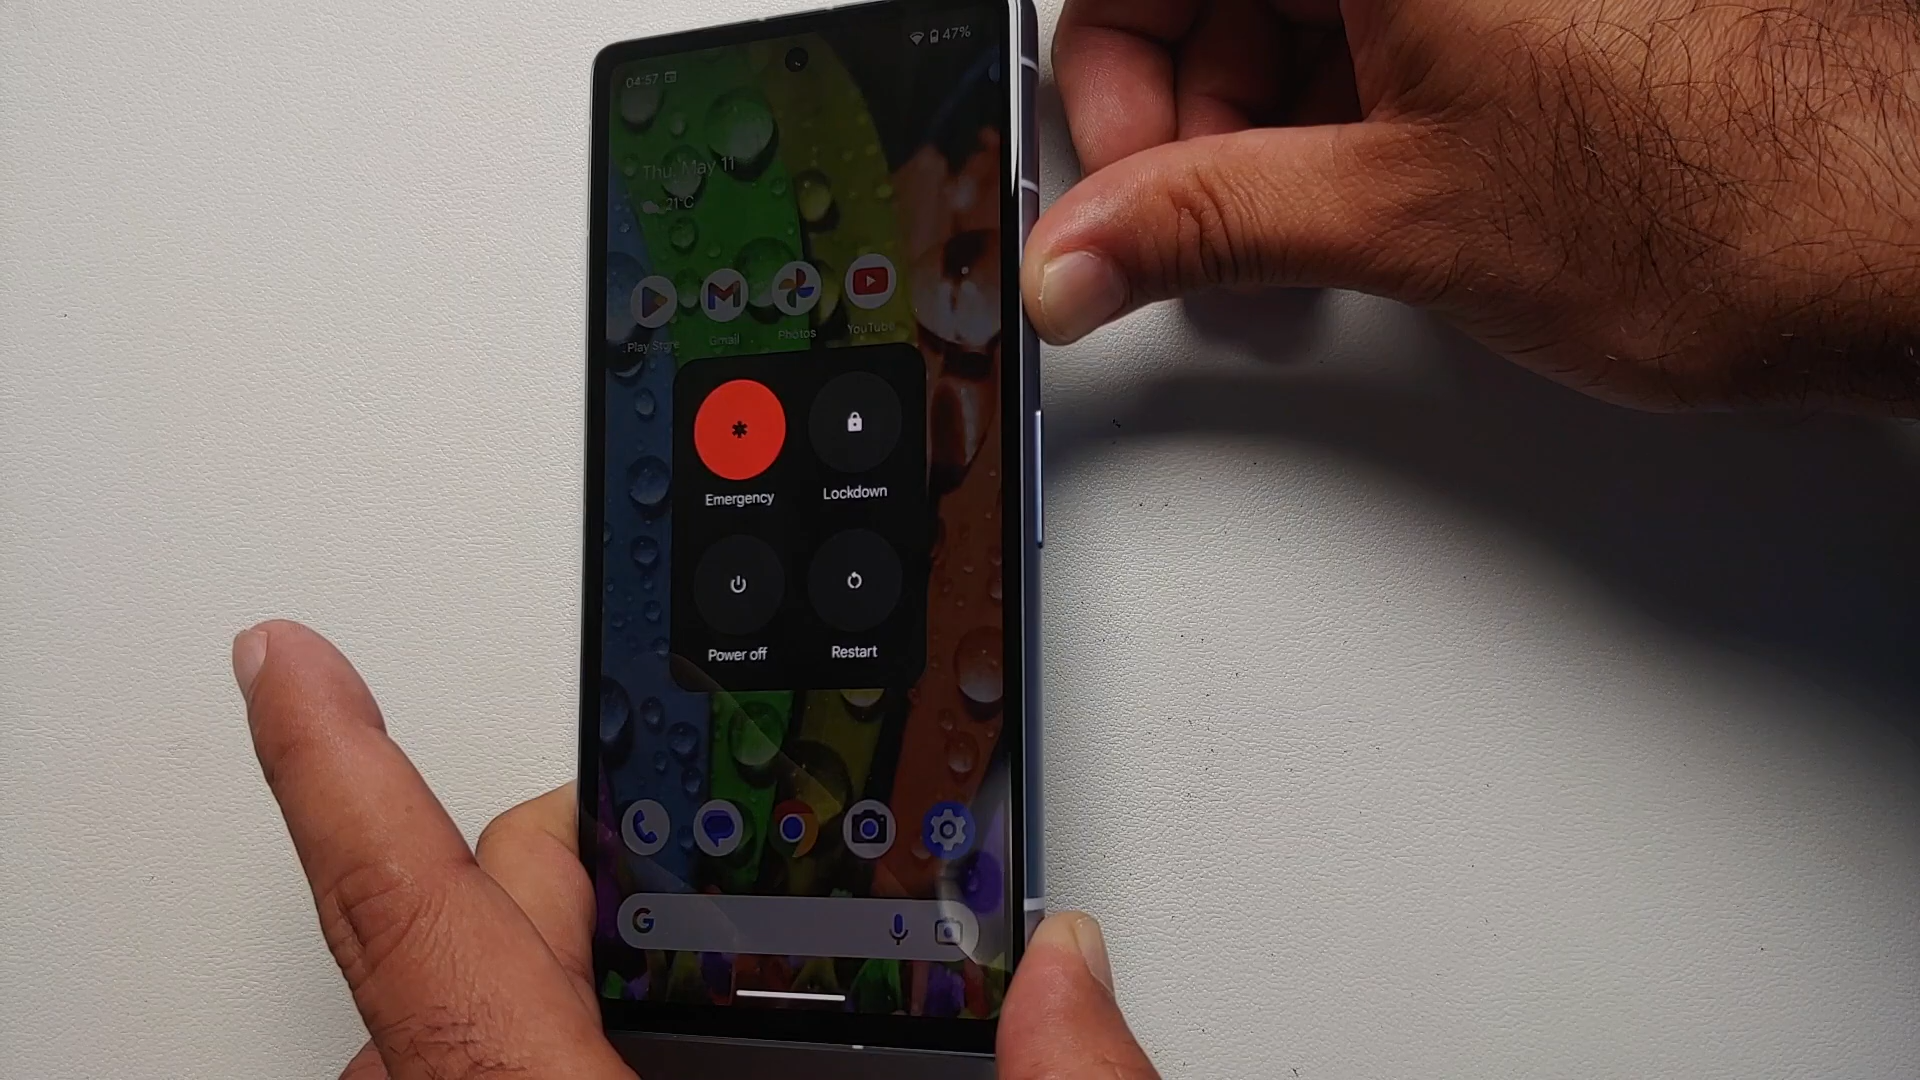 04:57
47%
Thu, May 11
21°C
Play Store
Gmail
Photos
YouTube
Emergency
Lockdown
Power off
Restart